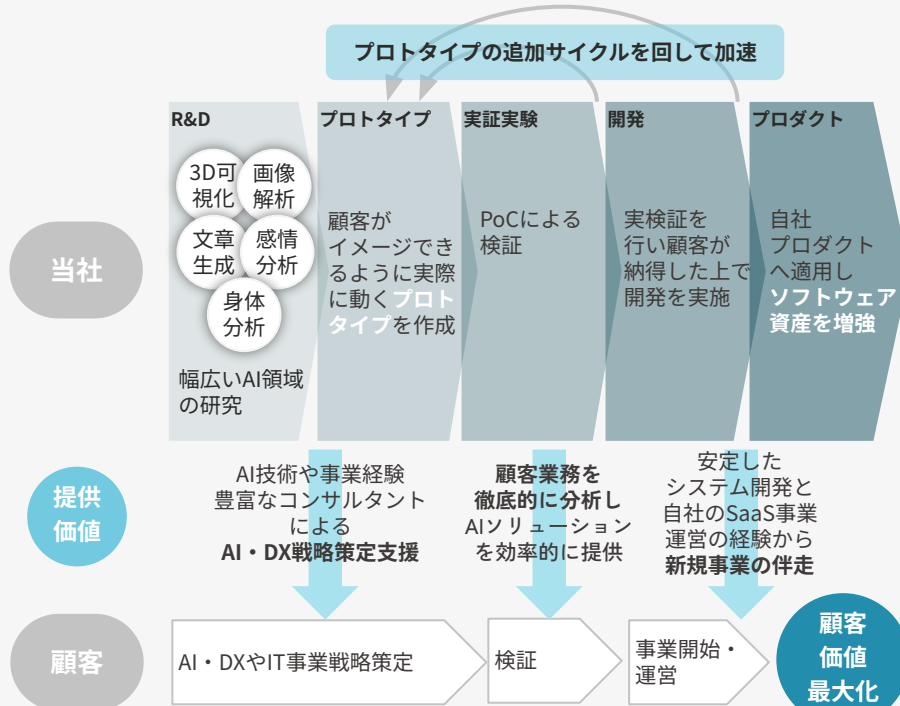 プロトタイプの追加サイクルを回して加速
R&D
プロトタイプ
実証実験
開発
プロダクト
当社
3D可
視化
画像
解析
文章
生成
感情
分析
身体
分析
幅広いAI領域
の研究
顧客が
イメージでき
るように実際
に動くプロト
タイプを作成
PoCによる
検証
実検証を
行い顧客が
納得した上で
開発を実施
自社
プロダクト
へ適用し
ソフトウェア
資産を増強
提供
価値
AI技術や事業経験
豊富なコンサルタント
による
AI・DX戦略策定支援
顧客業務を
徹底的に分析し
AIソリューション
を効率的に提供
安定した
システム開発と
自社のSaaS事業
運営の経験から
新規事業の伴走
顧客
AI・DXやIT事業戦略策定
検証
事業開始・
運営
顧客
価値
最大化